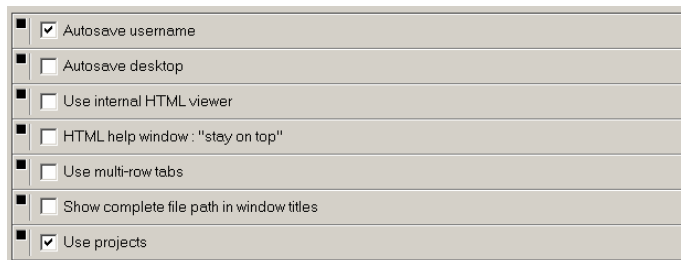 Autosave username
Autosave desktop
Use internal HTML viewer
HTML help window : "stay on top"
Use multi-row tabs
Show complete file path in window titles
Use projects